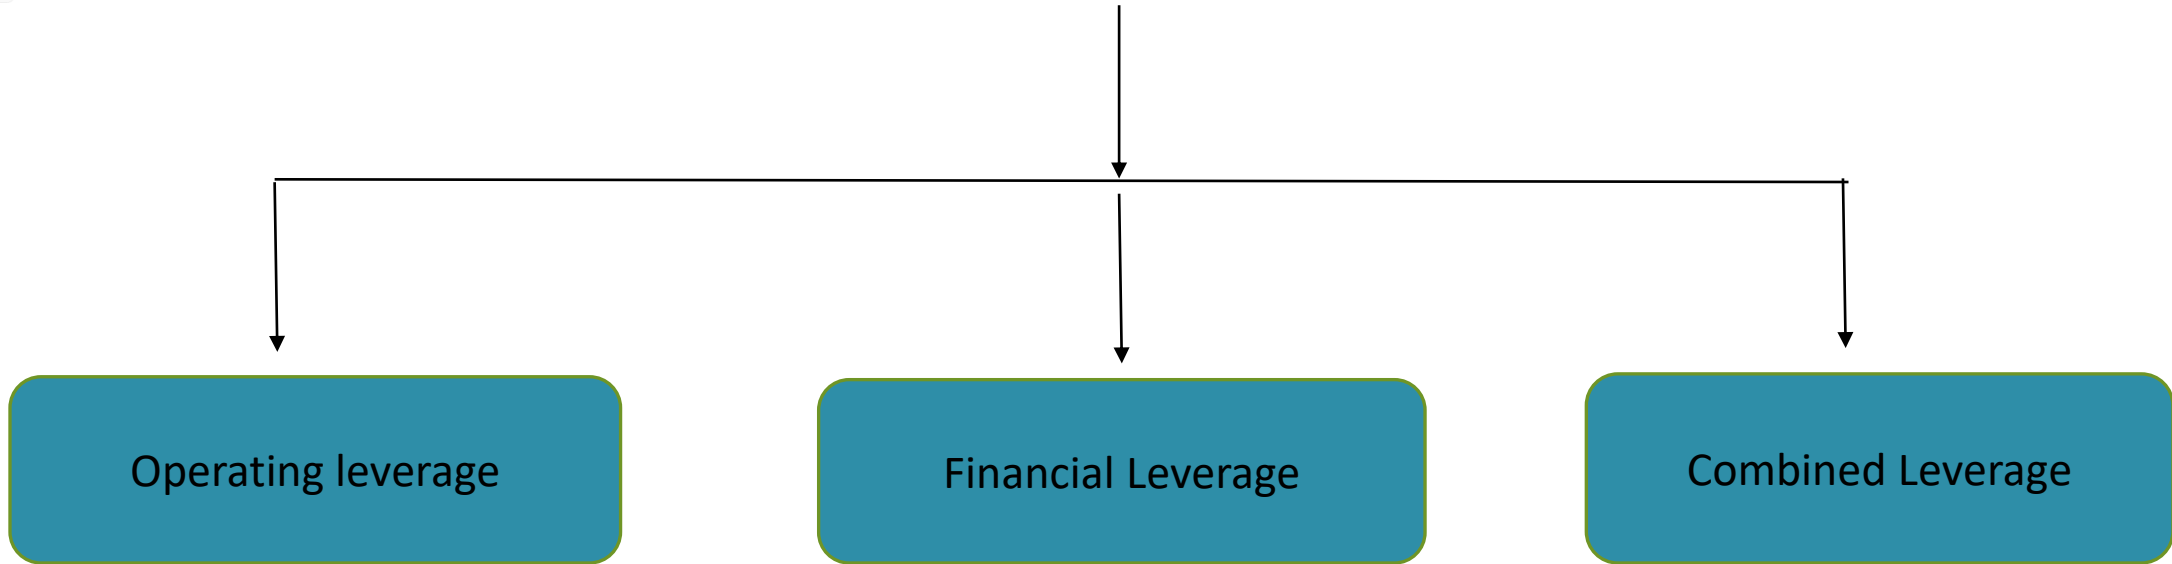 Operating leverage
Financial Leverage
Combined Leverage